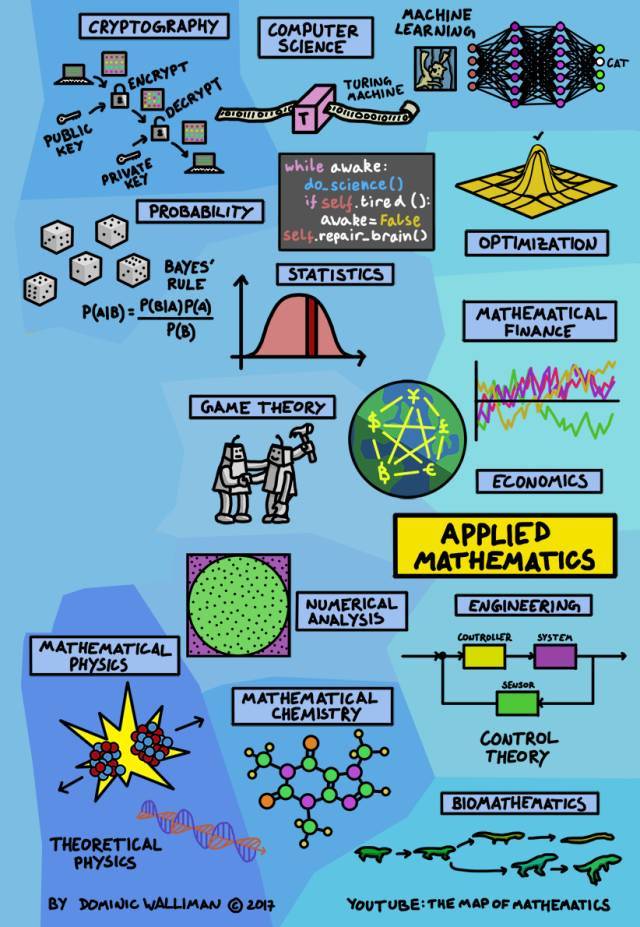 CRYPTOGRAPHY
ENCRYPT
DECRYPT
PUBLIC
KEY
PRIVATE
KEY
COMPUTER
SCIENCE
TURING
MACHINE
T
MACHINE
LEARNING
CAT
while awake:
do_science()
if self.tired():
awake=False
self.repair_brain()
OPTIMIZATION
PROBABILITY
BAYES'
RULE
P(A|B) = P(B|A)P(A)
P(B)
STATISTICS
MATHEMATICAL
FINANCE
GAME THEORY
¥
$
£
฿
€
ECONOMICS
APPLIED
MATHEMATICS
NUMERICAL
ANALYSIS
ENGINEERING
CONTROLLER
SYSTEM
SENSOR
CONTROL
THEORY
MATHEMATICAL
PHYSICS
THEORETICAL
PHYSICS
MATHEMATICAL
CHEMISTRY
BIOMATHEMATICS
BY DOMINIC WALLIMAN © 2017
YOUTUBE: THE MAP OF MATHEMATICS